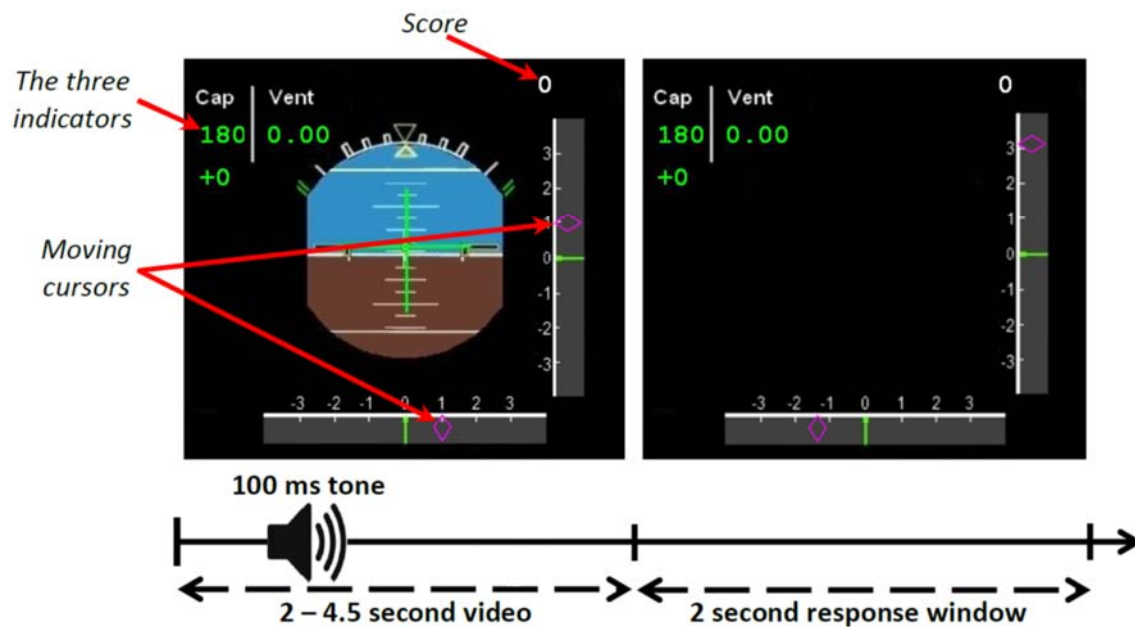 Score
The three
indicators
Cap Vent
180 0.00
+0
0
3
2
1
0
-1
-2
-3
-3 -2 -1 0 1 2 3
Moving
cursors
Cap Vent
180 0.00
+0
0
3
2
1
0
-1
-2
-3
-3 -2 -1 0 1 2 3
100 ms tone
2 – 4.5 second video
2 second response window